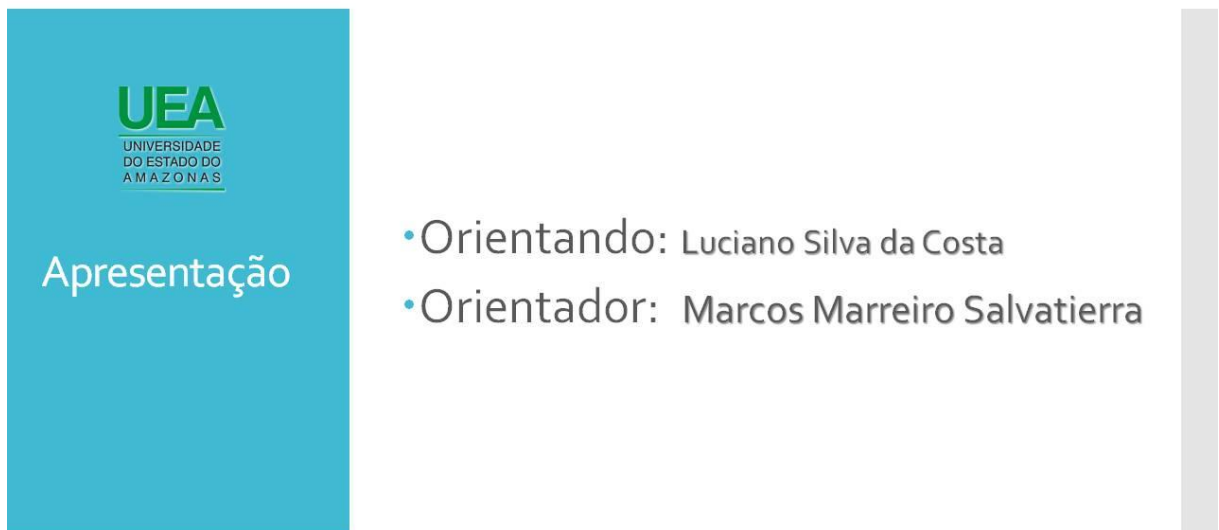 UEA
UNIVERSIDADE
DO ESTADO DO
AMAZONAS
Apresentação
•Orientando: Luciano Silva da Costa
•Orientador: Marcos Marreiro Salvatierra